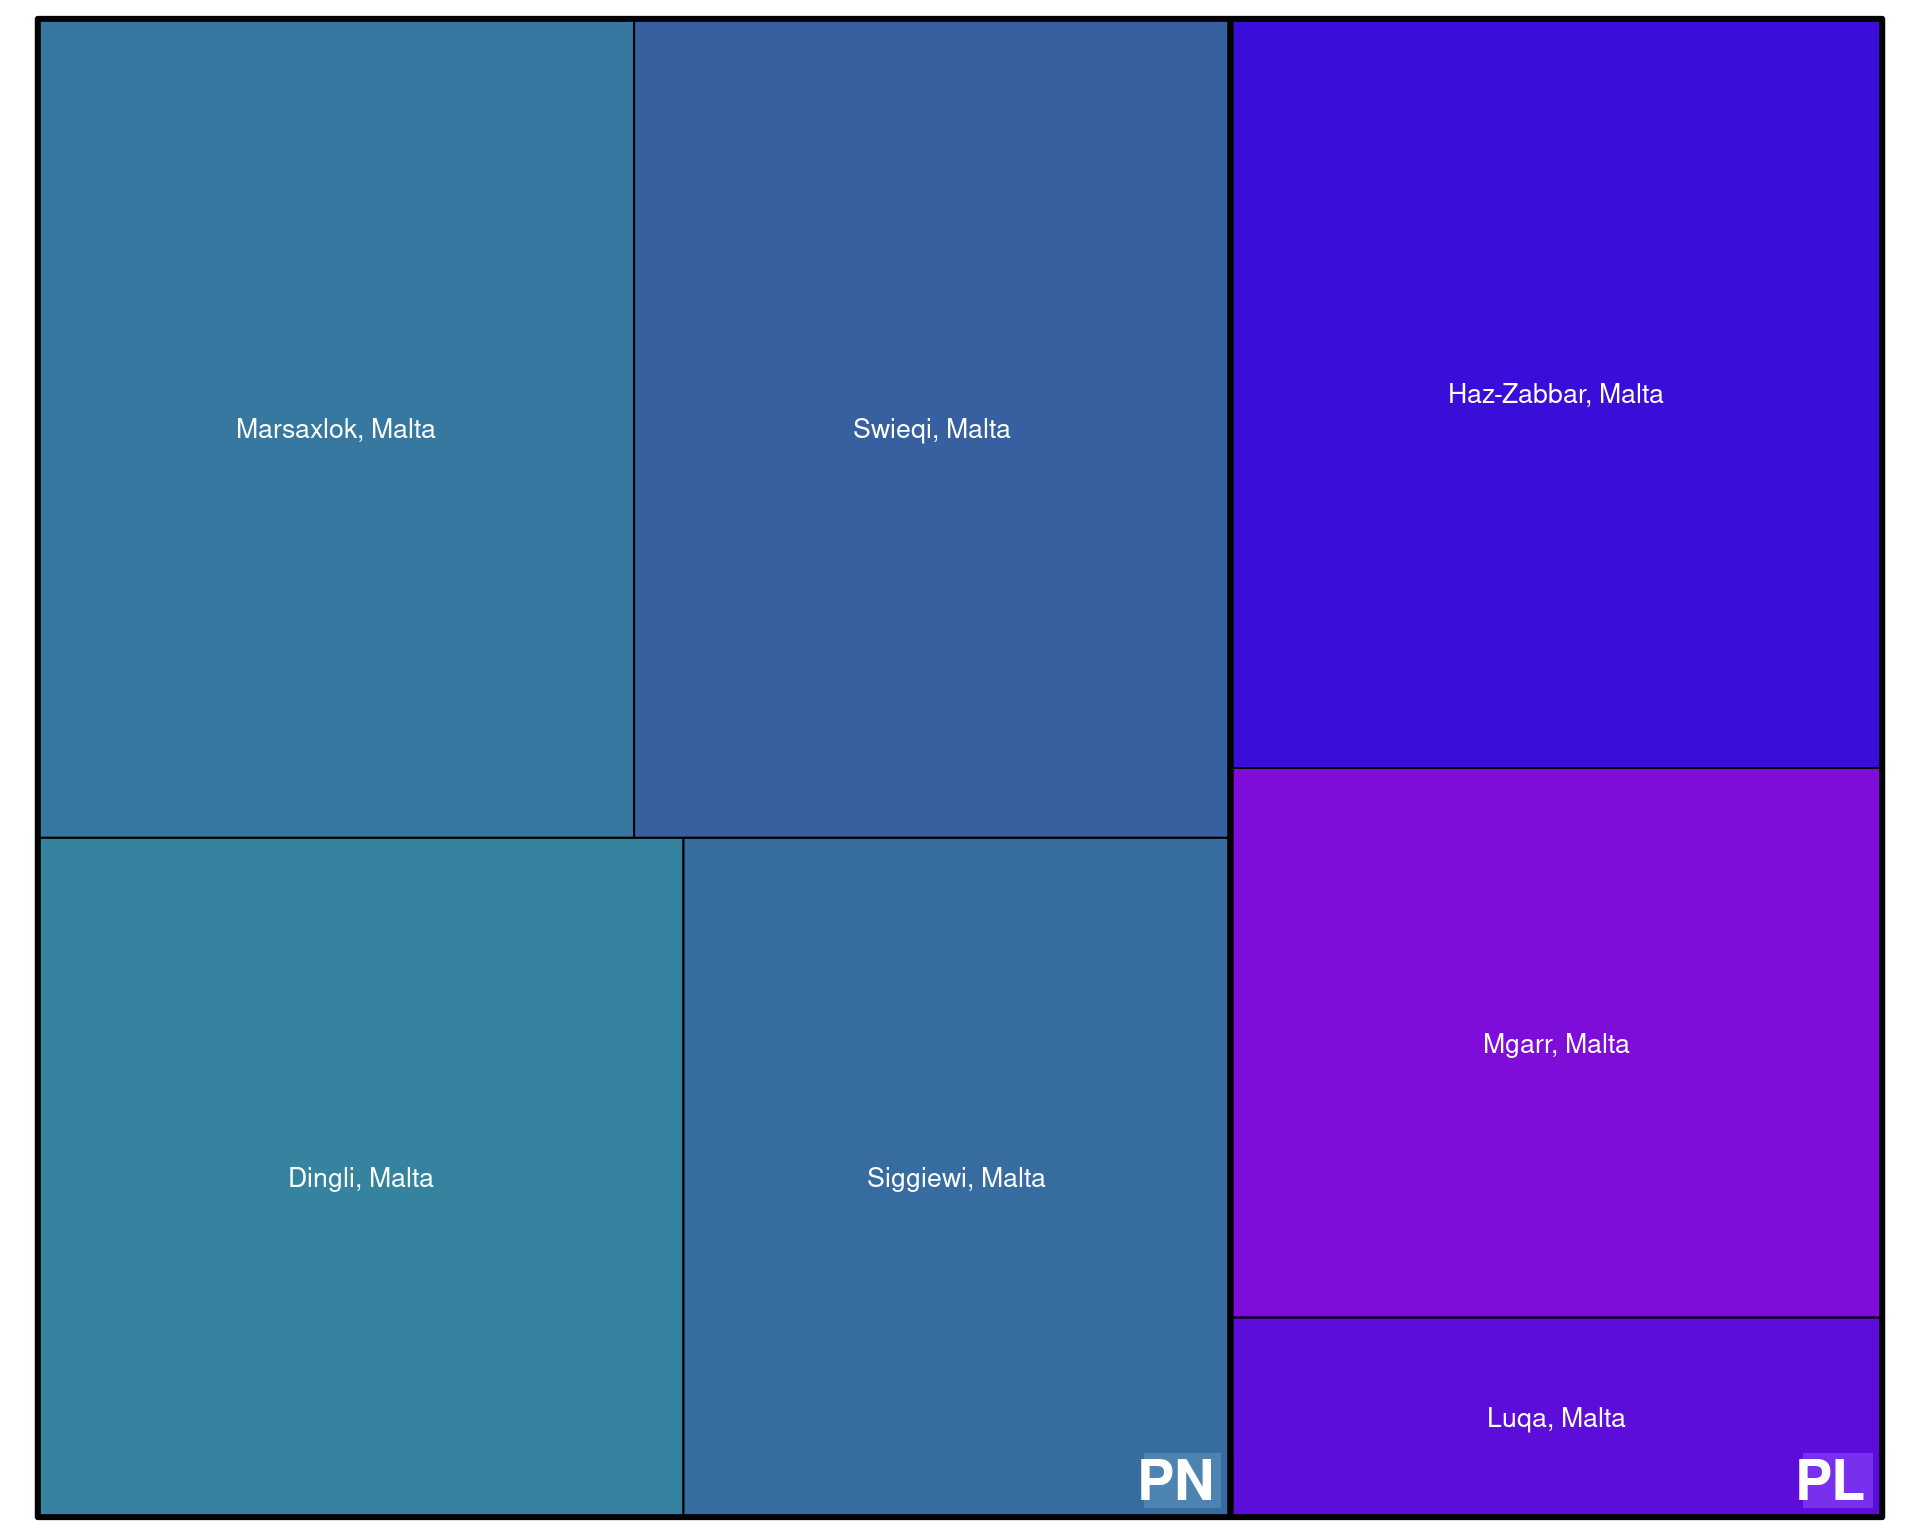 Marsaxlok, Malta
Swieqi, Malta
Haz-Zabbar, Malta
Dingli, Malta
Siggiewi, Malta
Mgarr, Malta
Luqa, Malta
PN
PL